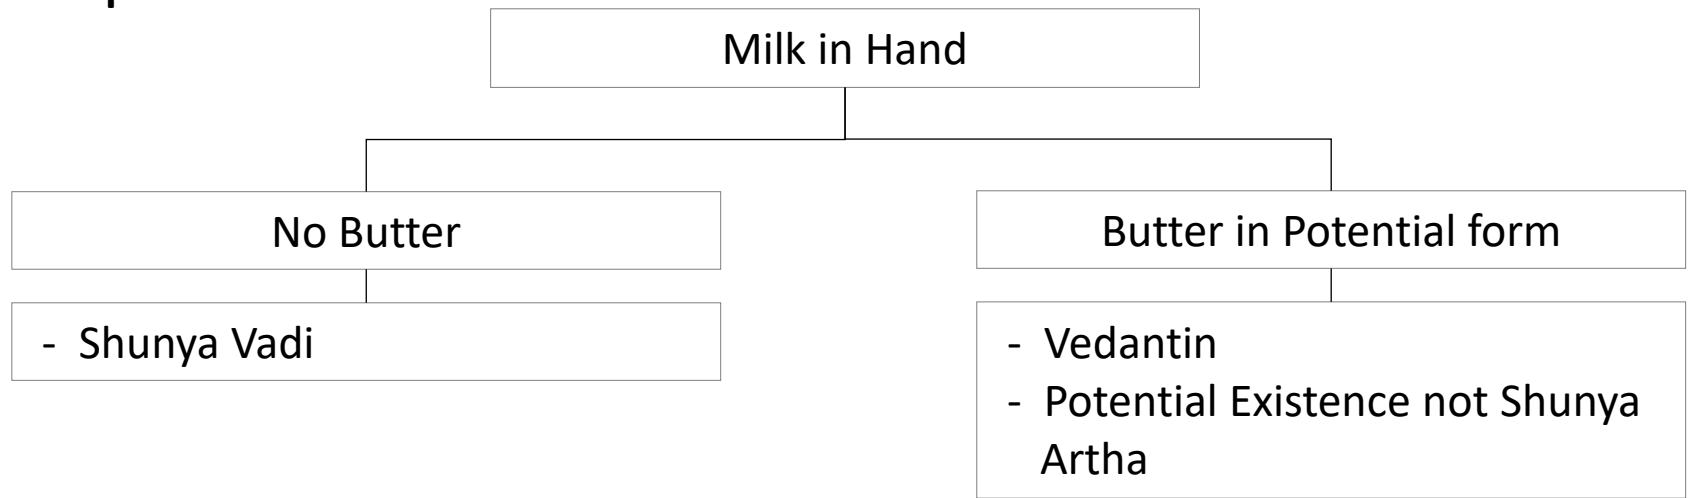 Milk in Hand
No Butter
Butter in Potential form
- Shunya Vadi
- Vedantin
- Potential Existence not Shunya
Artha